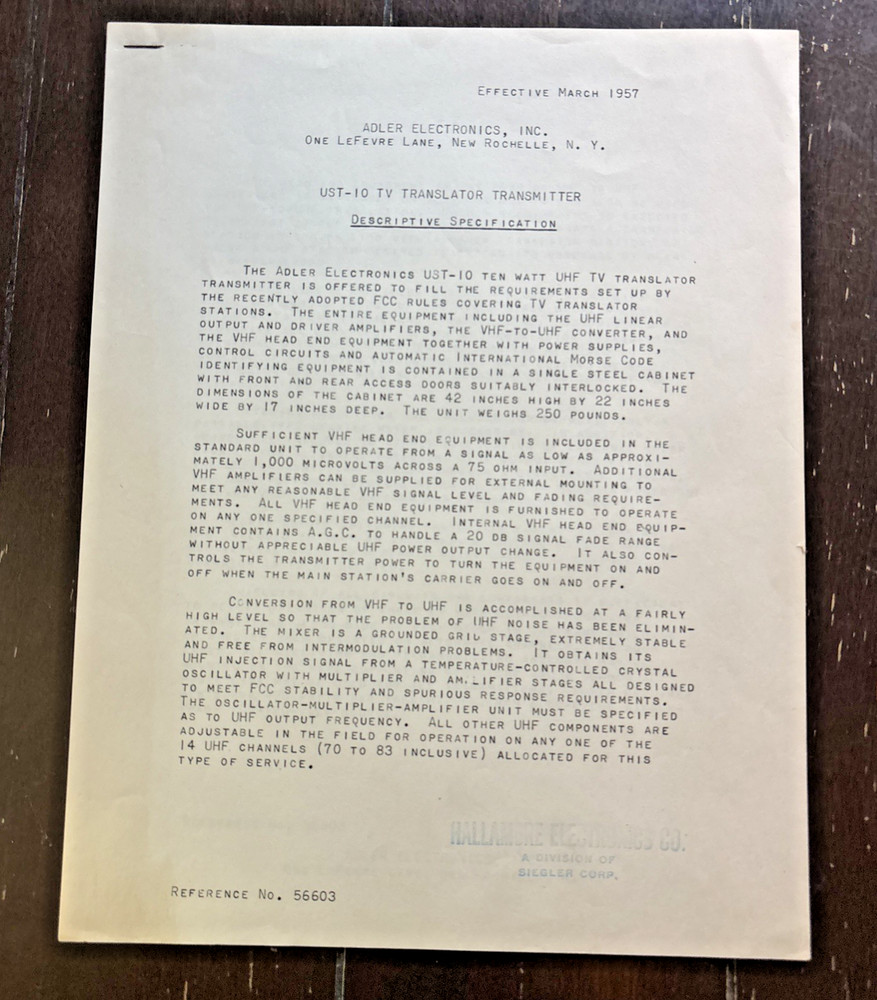 EFFECTIVE MARCH 1957
ADLER ELECTRONICS, INC.
ONE LEFEVRE LANE, NEW ROCHELLE, N. Y.
UST-10 TV TRANSLATOR TRANSMITTER
DESCRIPTIVE SPECIFICATION
THE ADLER ELECTRONICS UST-10 TEN WATT UHF TV TRANSLATOR
TRANSMITTER IS OFFERED TO FILL THE REQUIREMENTS SET UP BY
THE RECENTLY ADOPTED FCC RULES COVERING TV TRANSLATOR
STATIONS. THE ENTIRE EQUIPMENT INCLUDING THE UHF LINEAR
OUTPUT AND DRIVER AMPLIFIERS, THE VHF-TO-UHF CONVERTER, AND
THE VHF HEAD END EQUIPMENT TOGETHER WITH POWER SUPPLIES,
CONTROL CIRCUITS AND AUTOMATIC INTERNATIONAL MORSE CODE
IDENTIFYING EQUIPMENT IS CONTAINED IN A SINGLE STEEL CABINET
WITH FRONT AND REAR ACCESS DOORS SUITABLY INTERLOCKED. THE
DIMENSIONS OF THE CABINET ARE 42 INCHES HIGH BY 22 INCHES
WIDE BY 17 INCHES DEEP. THE UNIT WEIGHS 250 POUNDS.
SUFFICIENT VHF HEAD END EQUIPMENT IS INCLUDED IN THE
STANDARD UNIT TO OPERATE FROM A SIGNAL AS LOW AS APPROXI-
MATELY 1,000 MICROVOLTS ACROSS A 75 OHM INPUT. ADDITIONAL
VHF AMPLIFIERS CAN BE SUPPLIED FOR EXTERNAL MOUNTING TO
MEET ANY REASONABLE VHF SIGNAL LEVEL AND FADING REQUIRE-
MENTS. ALL VHF HEAD END EQUIPMENT IS FURNISHED TO OPERATE
ON ANY ONE SPECIFIED CHANNEL. INTERNAL VHF HEAD END EQUIP-
MENT CONTAINS A.G.C. TO HANDLE A 20 DB SIGNAL FADE RANGE
WITHOUT APPRECIABLE UHF POWER OUTPUT CHANGE. IT ALSO CON-
TROLS THE TRANSMITTER POWER TO TURN THE EQUIPMENT ON AND
OFF WHEN THE MAIN STATION'S CARRIER GOES ON AND OFF.
CONVERSION FROM VHF TO UHF IS ACCOMPLISHED AT A FAIRLY
HIGH LEVEL SO THAT THE PROBLEM OF UHF NOISE HAS BEEN ELIMIN-
ATED. THE MIXER IS A GROUNDED GRID STAGE, EXTREMELY STABLE
AND FREE FROM INTERMODULATION PROBLEMS. IT OBTAINS ITS
UHF INJECTION SIGNAL FROM A TEMPERATURE-CONTROLLED CRYSTAL
OSCILLATOR WITH MULTIPLIER AND AMPLIFIER STAGES ALL DESIGNED
TO MEET FCC STABILITY AND SPURIOUS RESPONSE REQUIREMENTS.
THE OSCILLATOR-MULTIPLIER-AMPLIFIER UNIT MUST BE SPECIFIED
AS TO UHF OUTPUT FREQUENCY. ALL OTHER UHF COMPONENTS ARE
ADJUSTABLE IN THE FIELD FOR OPERATION ON ANY ONE OF THE
14 UHF CHANNELS (70 TO 83 INCLUSIVE) ALLOCATED FOR THIS
TYPE OF SERVICE.
HALLAMORE ELECTRONICS CO.
A DIVISION OF
SIEGLER CORP.
REFERENCE NO. 56603